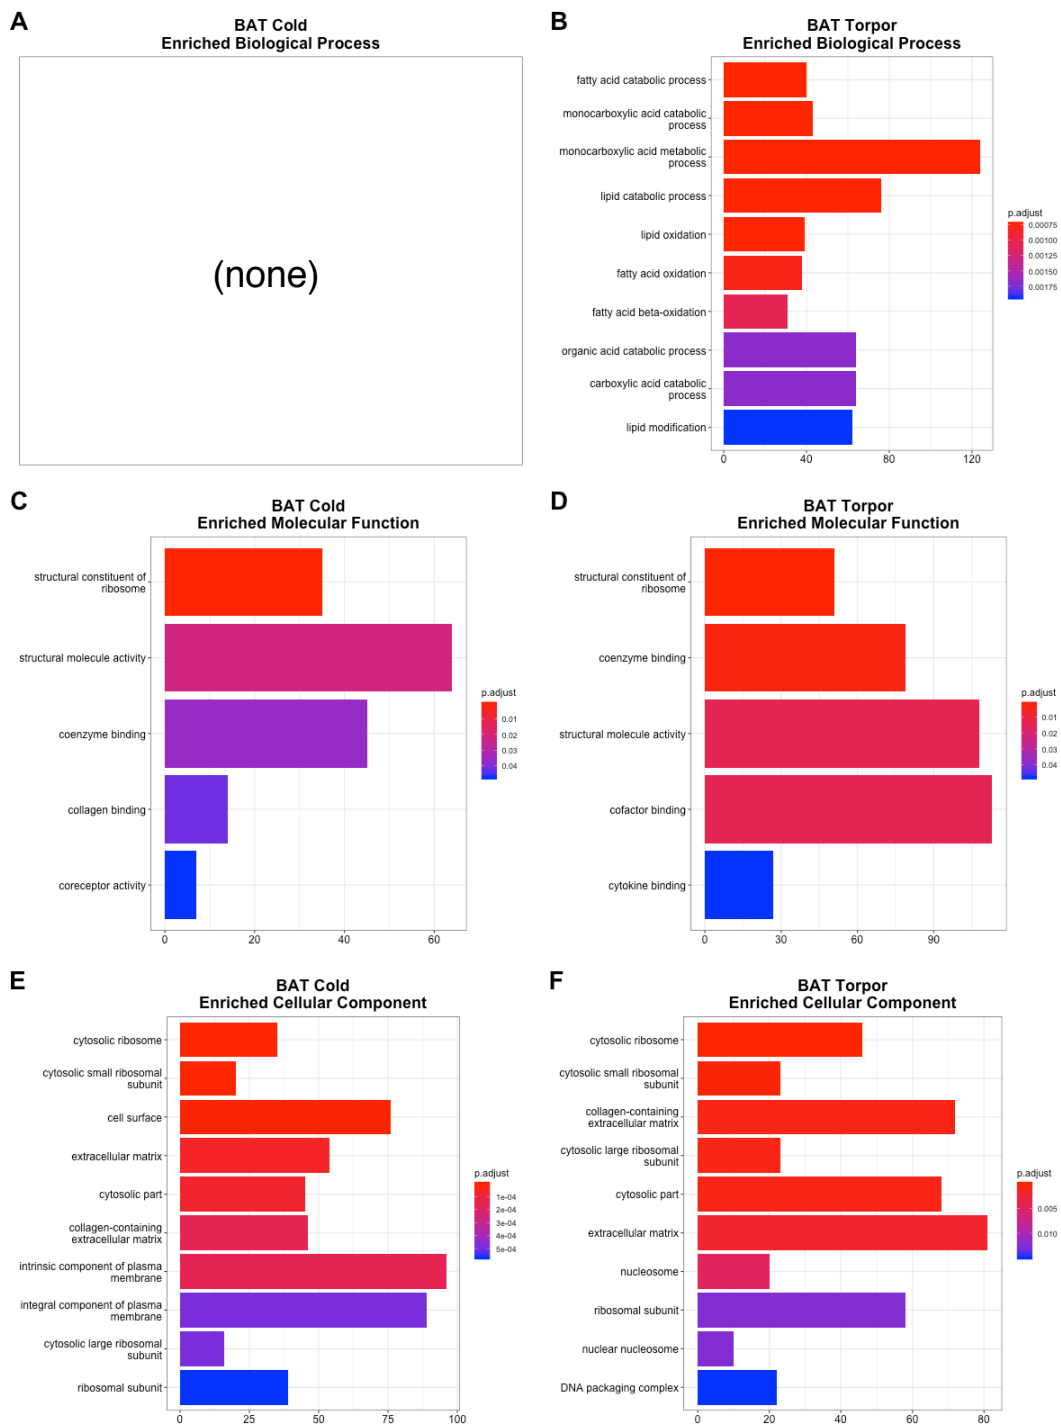 A
BAT Cold
Enriched Biological Process
(none)
B
BAT Torpor
Enriched Biological Process
fatty acid catabolic process
monocarboxylic acid catabolic
process
monocarboxylic acid metabolic
process
lipid catabolic process
lipid oxidation
fatty acid oxidation
fatty acid beta-oxidation
organic acid catabolic process
carboxylic acid catabolic
process
lipid modification
0 40 80 120
p.adjust
0.00075
0.00100
0.00125
0.00150
0.00175
C
BAT Cold
Enriched Molecular Function
structural constituent of
ribosome
structural molecule activity
coenzyme binding
collagen binding
coreceptor activity
0 20 40 60
p.adjust
0.01
0.02
0.03
0.04
D
BAT Torpor
Enriched Molecular Function
structural constituent of
ribosome
coenzyme binding
structural molecule activity
cofactor binding
cytokine binding
0 30 60 90
p.adjust
0.01
0.02
0.03
0.04
E
BAT Cold
Enriched Cellular Component
cytosolic ribosome
cytosolic small ribosomal
subunit
cell surface
extracellular matrix
cytosolic part
collagen-containing
extracellular matrix
intrinsic component of plasma
membrane
integral component of plasma
membrane
cytosolic large ribosomal
subunit
ribosomal subunit
0 25 50 75 100
p.adjust
1e-04
2e-04
3e-04
4e-04
5e-04
F
BAT Torpor
Enriched Cellular Component
cytosolic ribosome
cytosolic small ribosomal
subunit
collagen-containing
extracellular matrix
cytosolic large ribosomal
subunit
cytosolic part
extracellular matrix
nucleosome
ribosomal subunit
nuclear nucleosome
DNA packaging complex
0 20 40 60 80
p.adjust
0.005
0.010